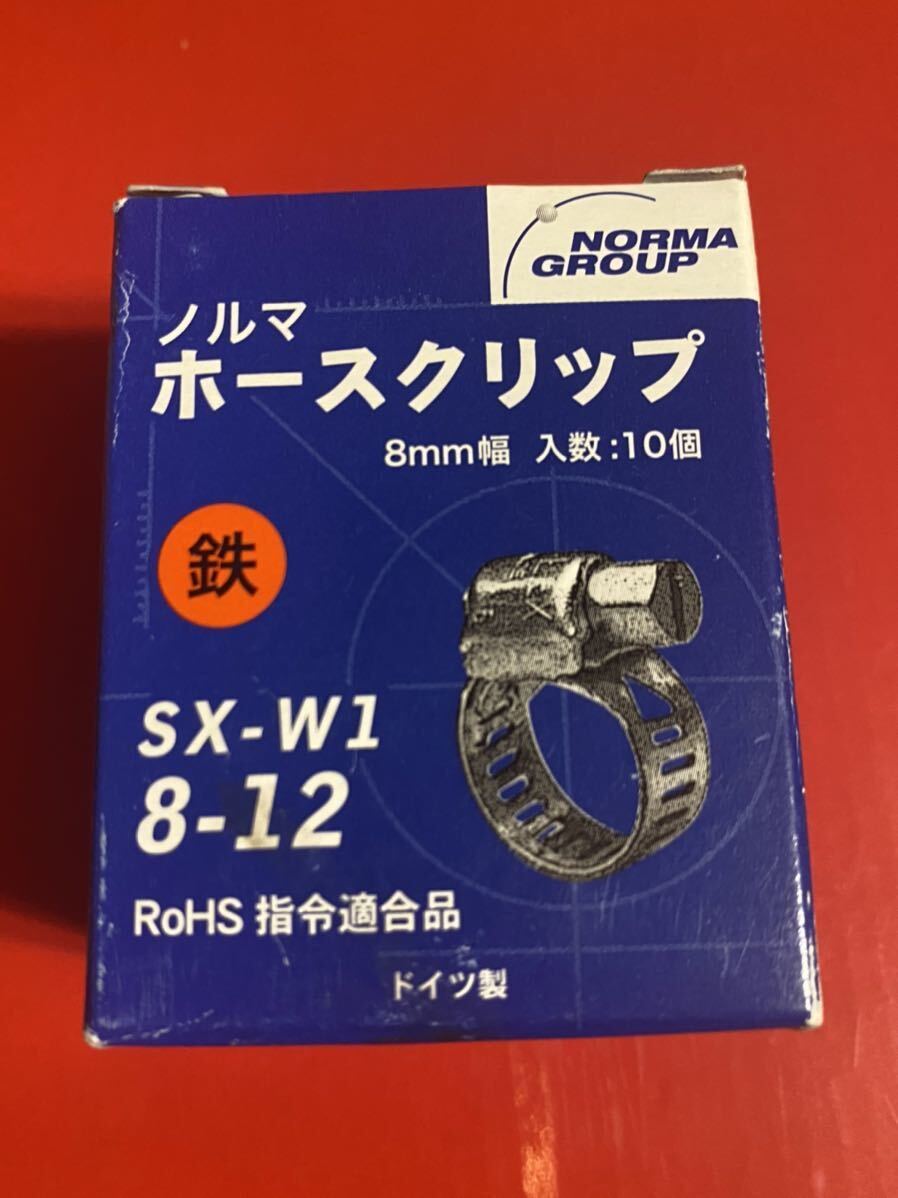 NORMA
GROUP
ノルマ
ホースクリップ
8mm幅 入数:10個
鉄
SX-W1
8-12
RoHS 指令適合品
ドイツ製